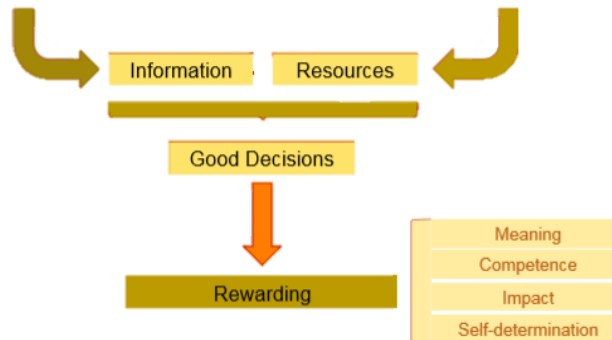 Information
Resources
Good Decisions
Rewarding
Meaning
Competence
Impact
Self-determination